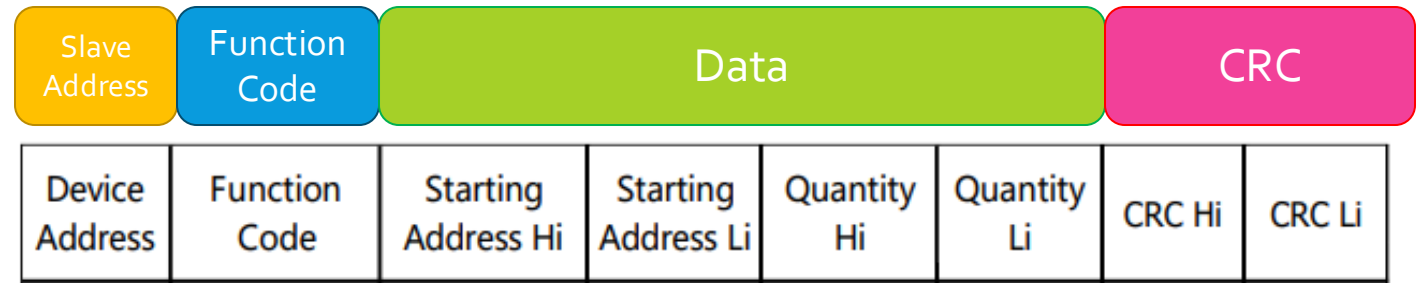 Slave
Address
Function
Code
Data
CRC
Device
Address
Function
Code
Starting
Address Hi
Starting
Address Li
Quantity
Hi
Quantity
Li
CRC Hi
CRC Li